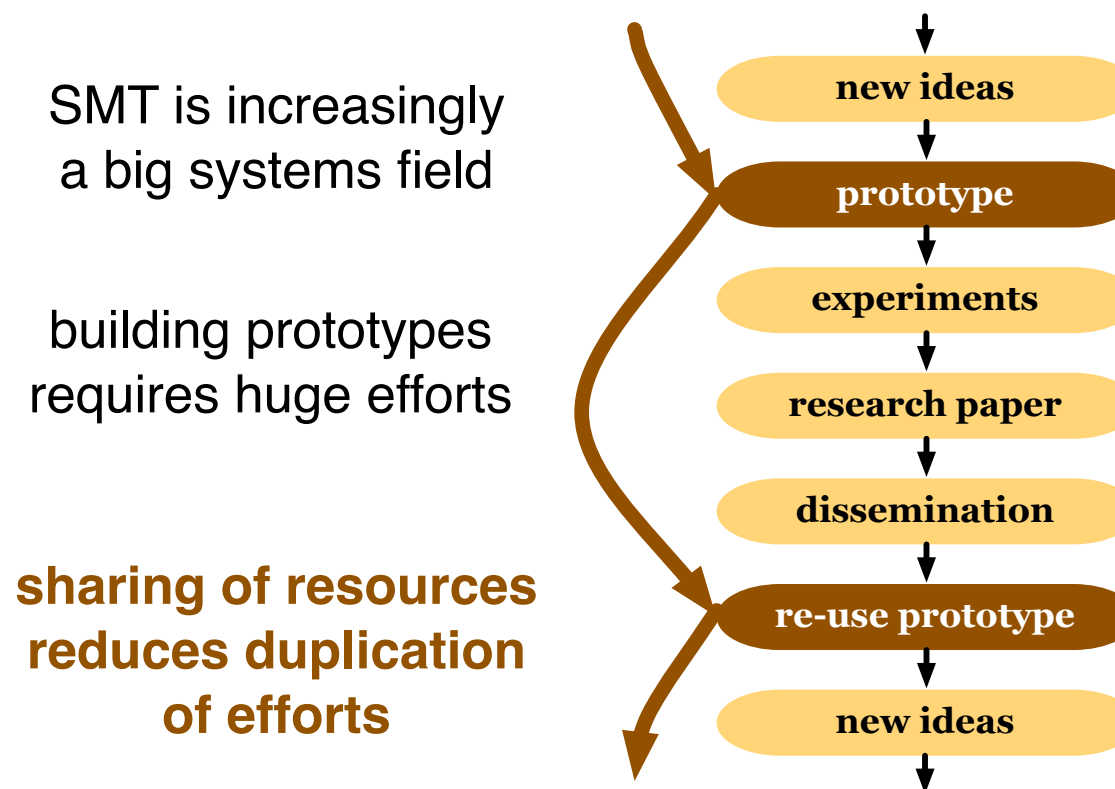 SMT is increasingly
a big systems field
building prototypes
requires huge efforts
sharing of resources
reduces duplication
of efforts
new ideas
prototype
experiments
research paper
dissemination
re-use prototype
new ideas